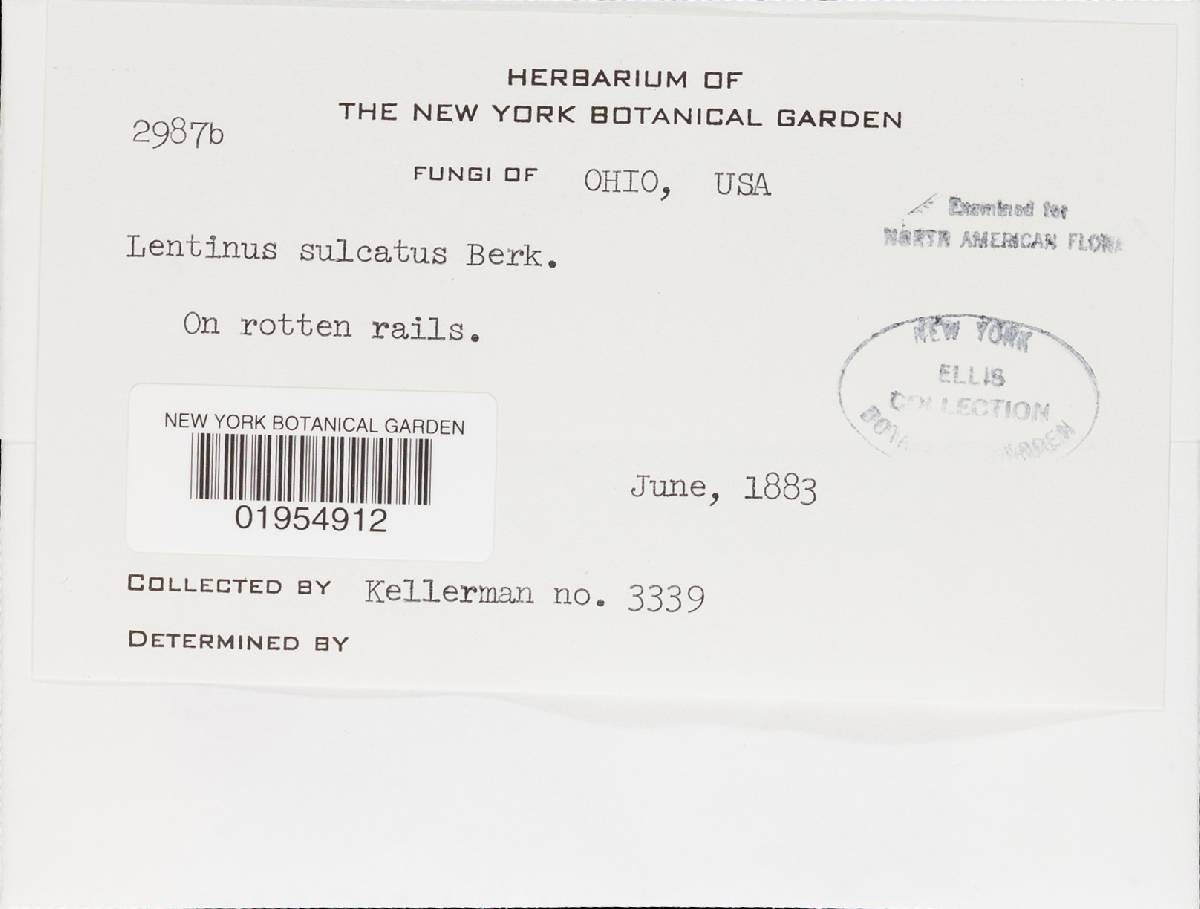 HERBARIUM OF
THE NEW YORK BOTANICAL GARDEN
2987b
FUNGI OF OHIO, USA
Examined for
NORTH AMERICAN FLORA
Lentinus sulcatus Berk.
On rotten rails.
NEW YORK
ELLIS
COLLECTION
BOTANICAL GARDEN
NEW YORK BOTANICAL GARDEN
01954912
June, 1883
COLLECTED BY Kellerman no. 3339
DETERMINED BY